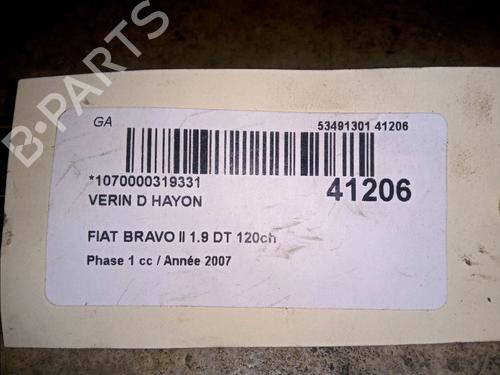 GA
53491301 41206
*1070000319331
41206
VERIN D HAYON
FIAT BRAVO II 1.9 DT 120ch
Phase 1 cc / Année 2007
B-PARTS